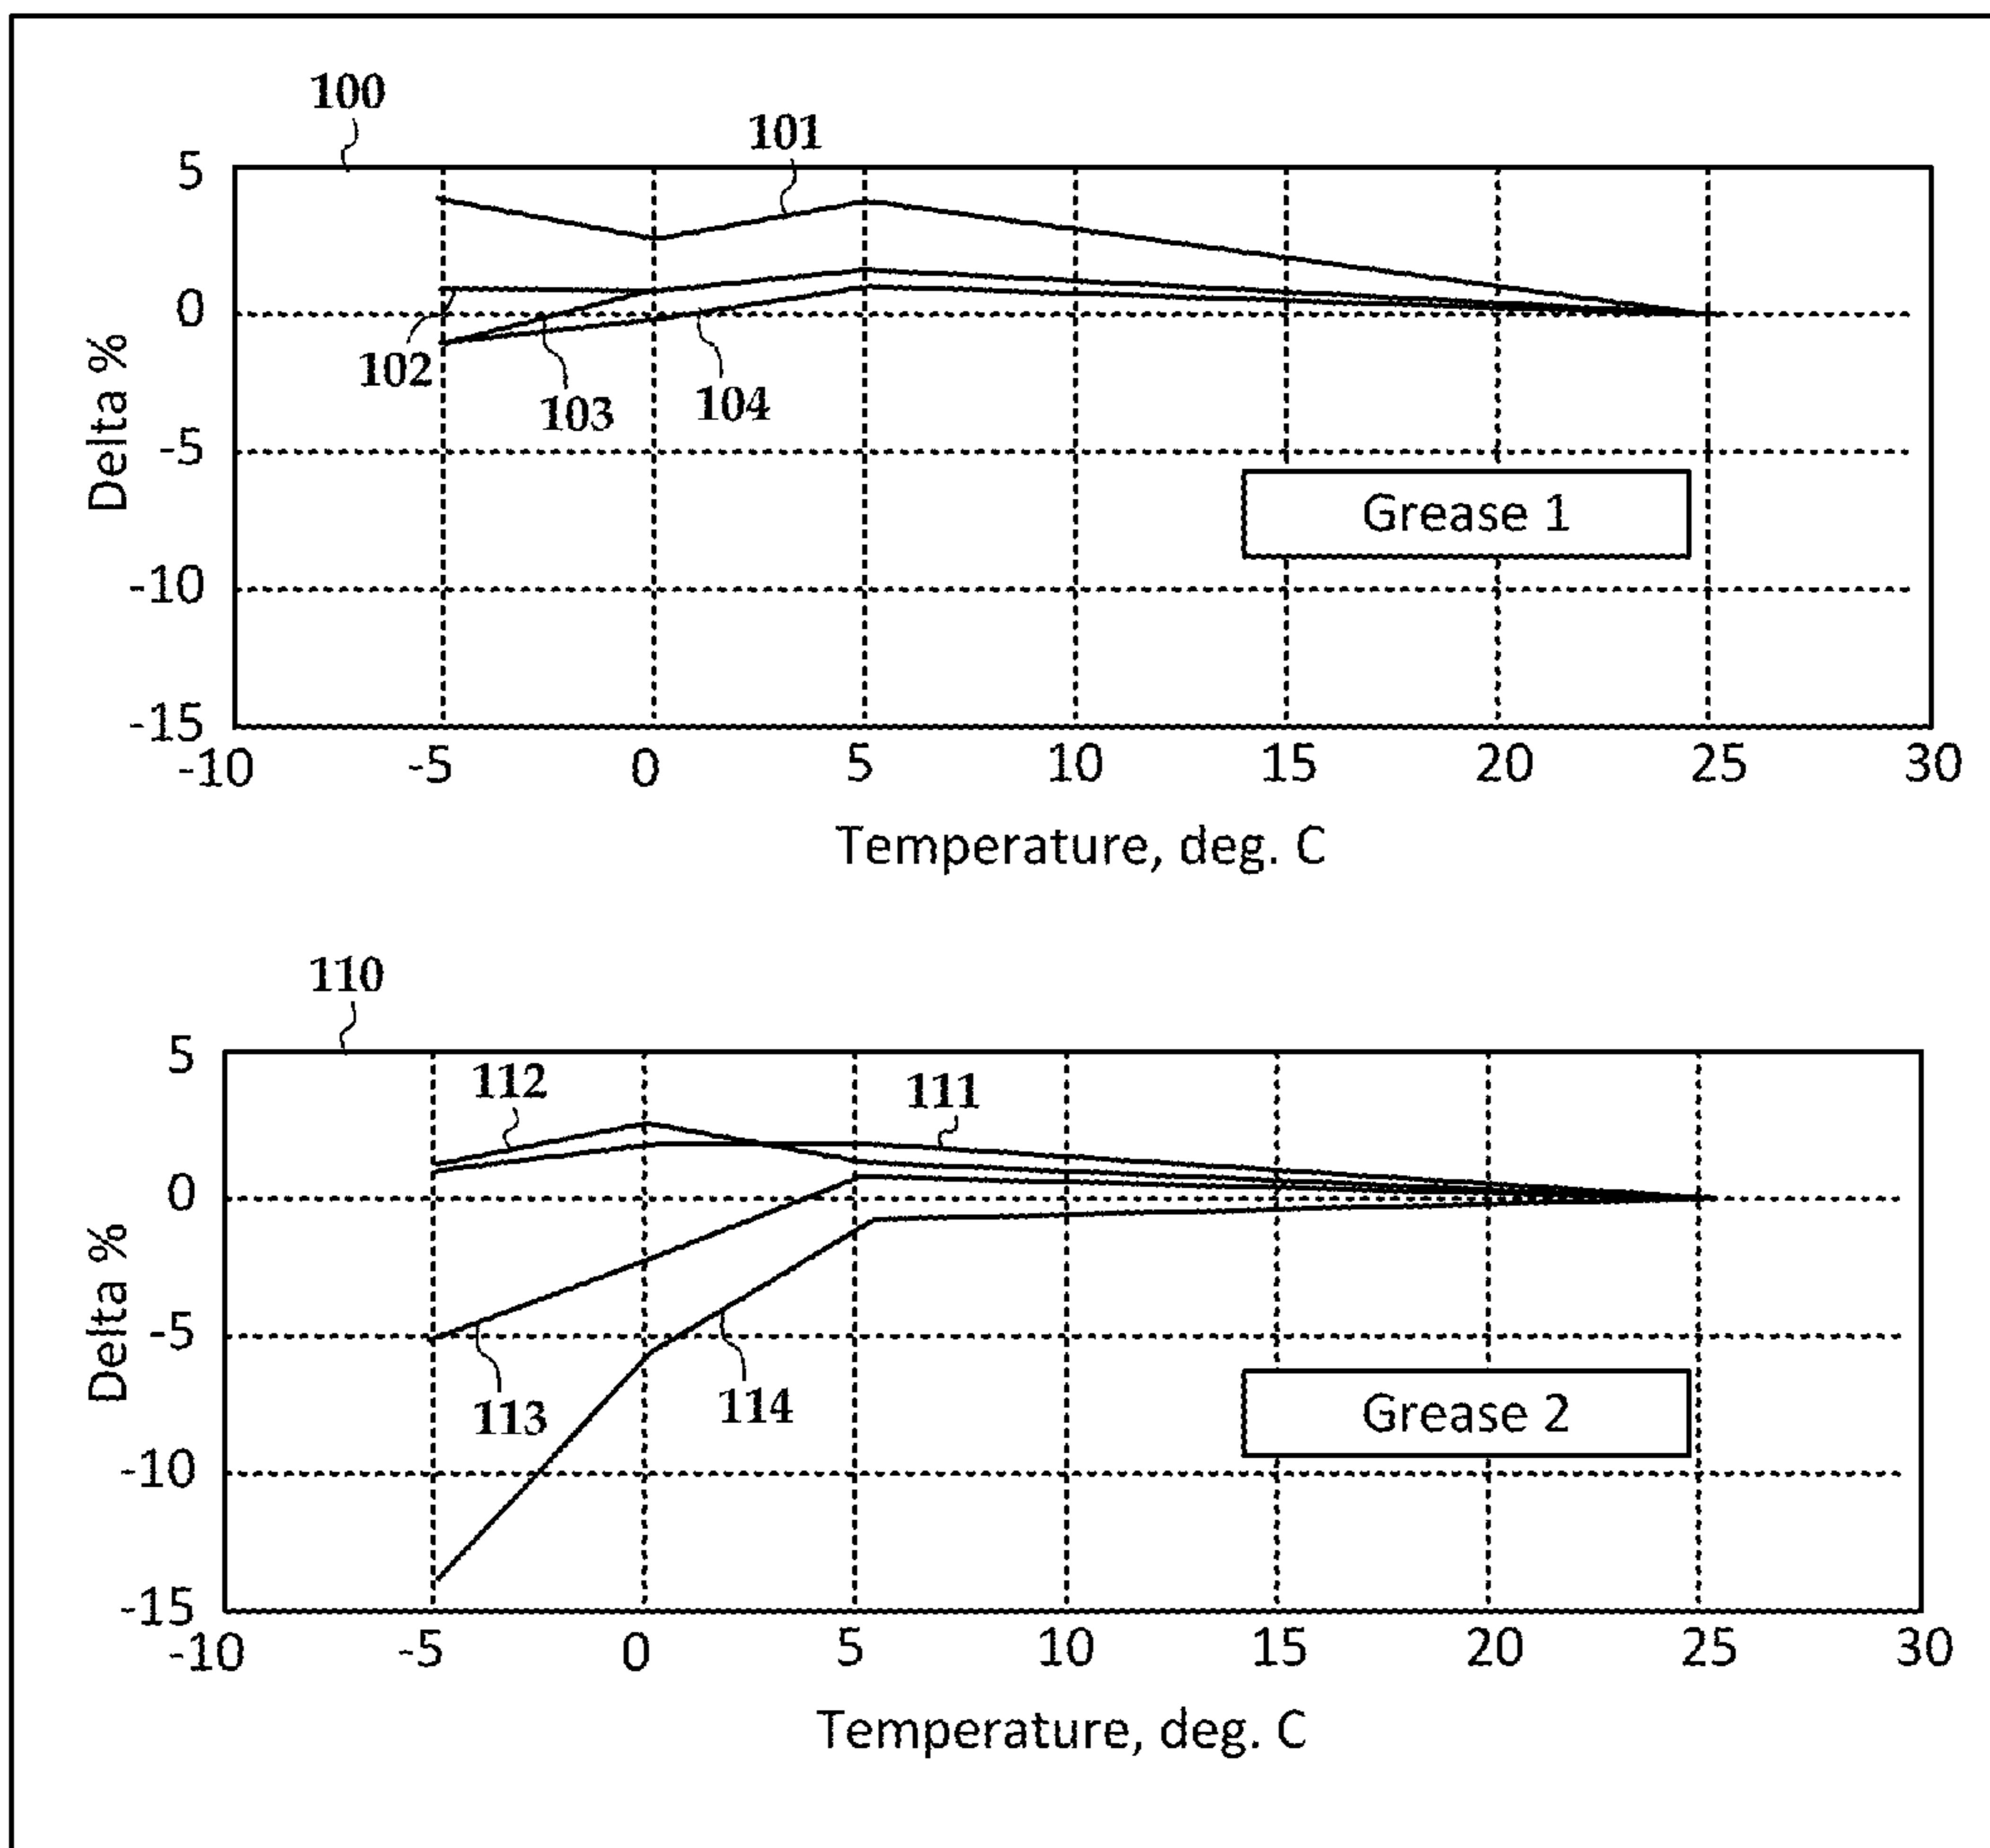 100
101
5
0
102
103
104
Delta %
-5
Grease 1
-10
-15
-10 -5 0 5 10 15 20 25 30
Temperature, deg. C
110
5
112
111
0
Delta %
-5
113
114
Grease 2
-10
-15
-10 -5 0 5 10 15 20 25 30
Temperature, deg. C